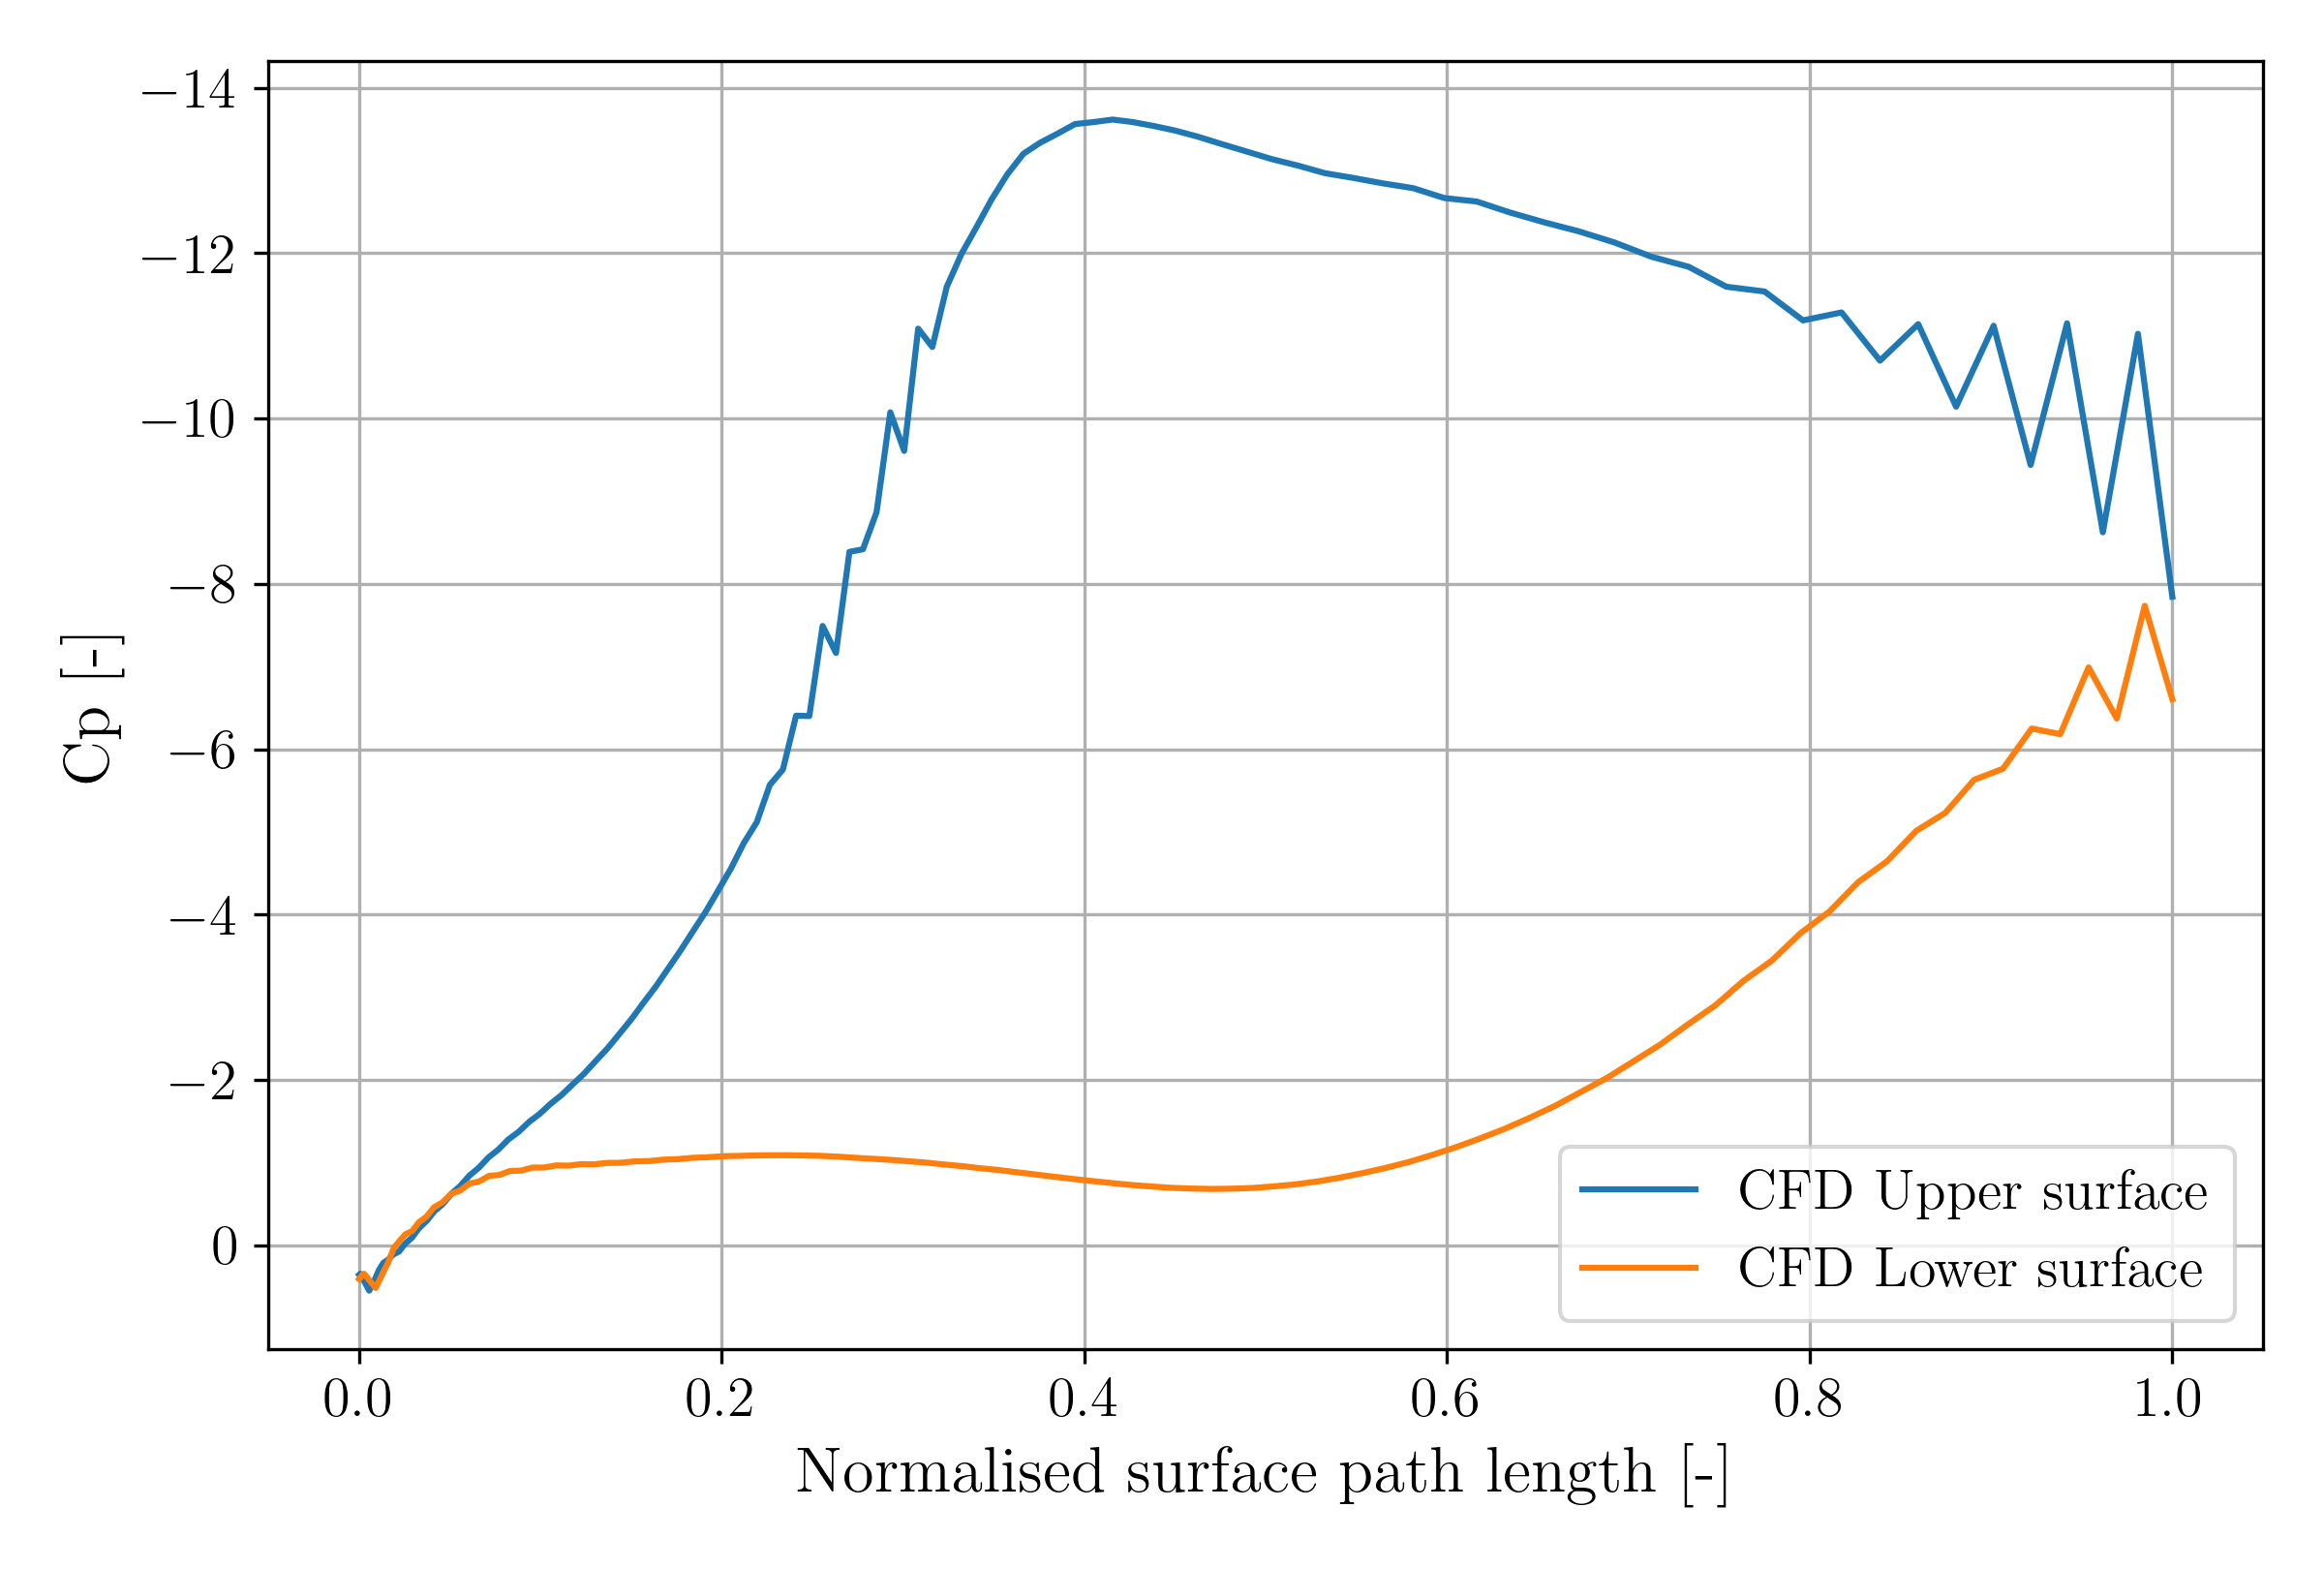 −14
−12
−10
−8
−6
−4
−2
0
Cp [-]
0.0 0.2 0.4 0.6 0.8 1.0
Normalised surface path length [-]
CFD Upper surface
CFD Lower surface